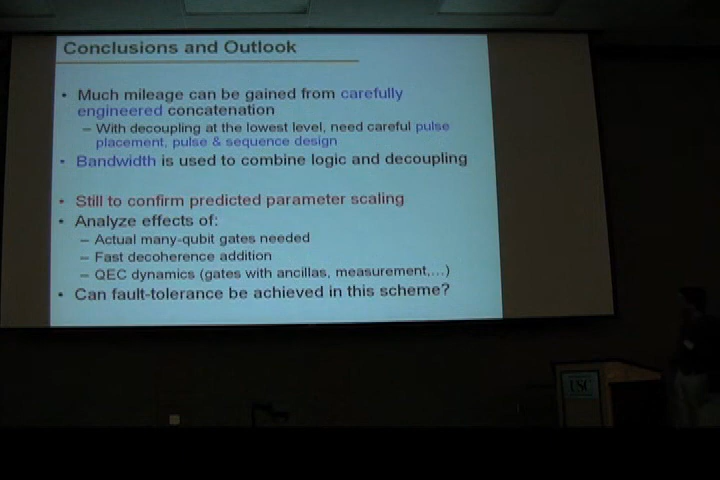 Conclusions and Outlook
• Much mileage can be gained from carefully
engineered concatenation
– With decoupling at the lowest level, need careful pulse
placement, pulse & sequence design
• Bandwidth is used to combine logic and decoupling
• Still to confirm predicted parameter scaling
• Analyze effects of:
– Actual many-qubit gates needed
– Fast decoherence addition
– QEC dynamics (gates with ancillas, measurement,...)
• Can fault-tolerance be achieved in this scheme?
USC